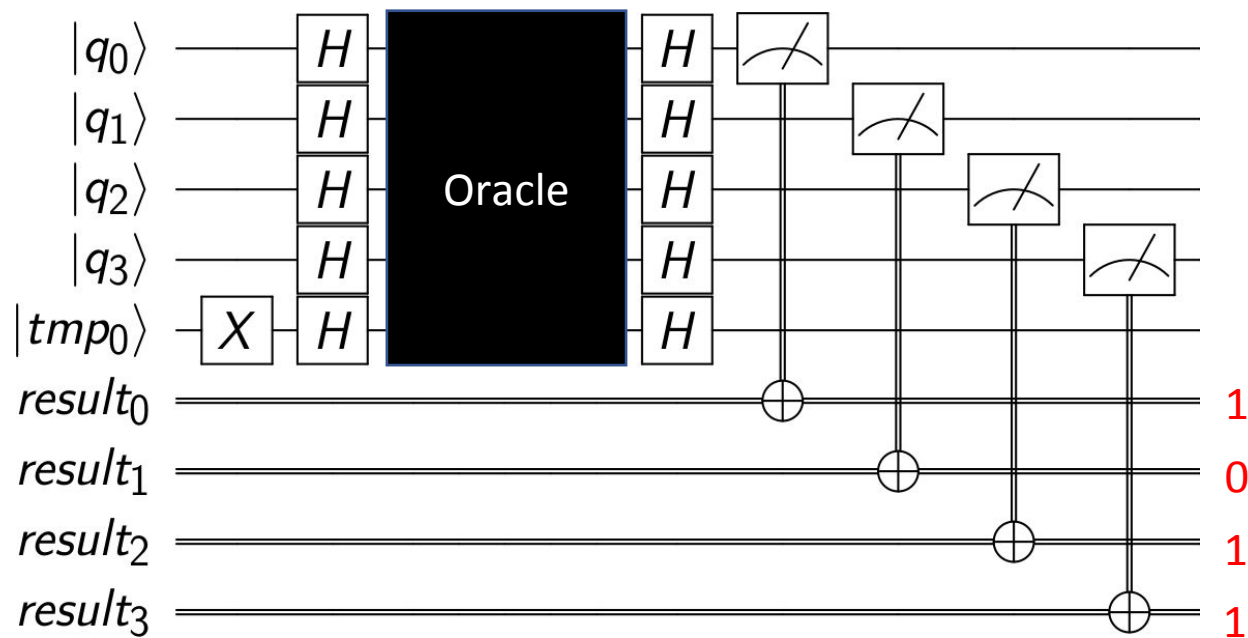 |q₀⟩ H H
|q₁⟩ H H
|q₂⟩ H Oracle H
|q₃⟩ H H
|tmp₀⟩ X H H
result₀ 1
result₁ 0
result₂ 1
result₃ 1